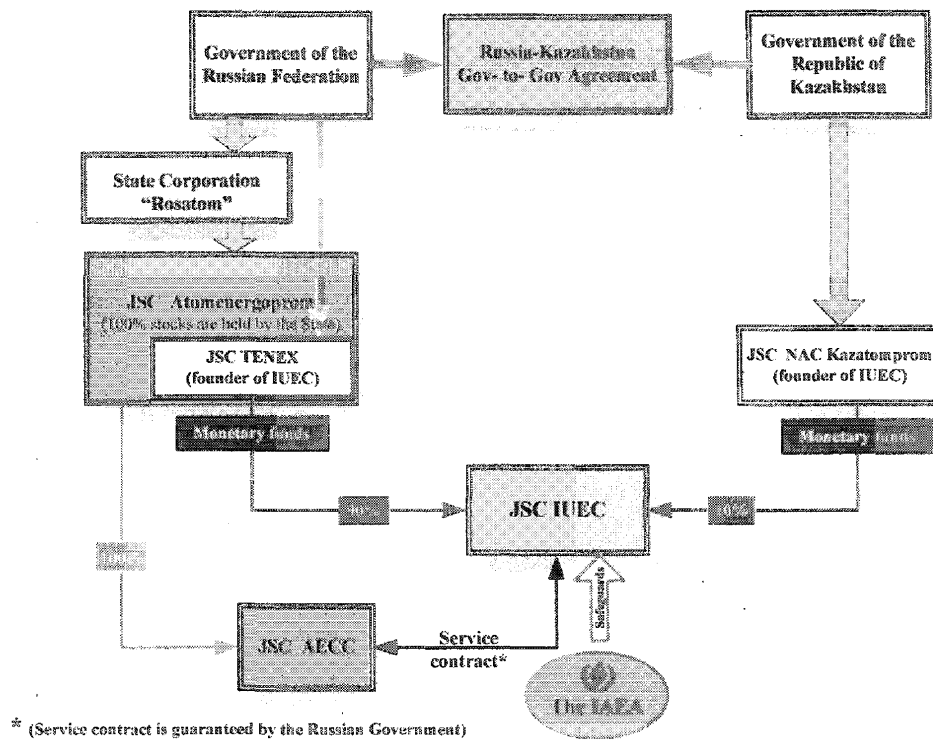 Government of the
Russian Federation
Russia-Kazakhstan
Gov- to- Gov Agreement
Government of the
Republic of
Kazakhstan
State Corporation
"Rosatom"
JSC Atomenergoprom
(100% stocks are held by the State)
JSC TENEX
(founder of IUEC)
JSC NAC Kazatomprom
(founder of IUEC)
Monetary funds
Monetary funds
JSC IUEC
100%
Safeguards
JSC AECC
Service
contract*
The IAEA
* (Service contract is guaranteed by the Russian Government)